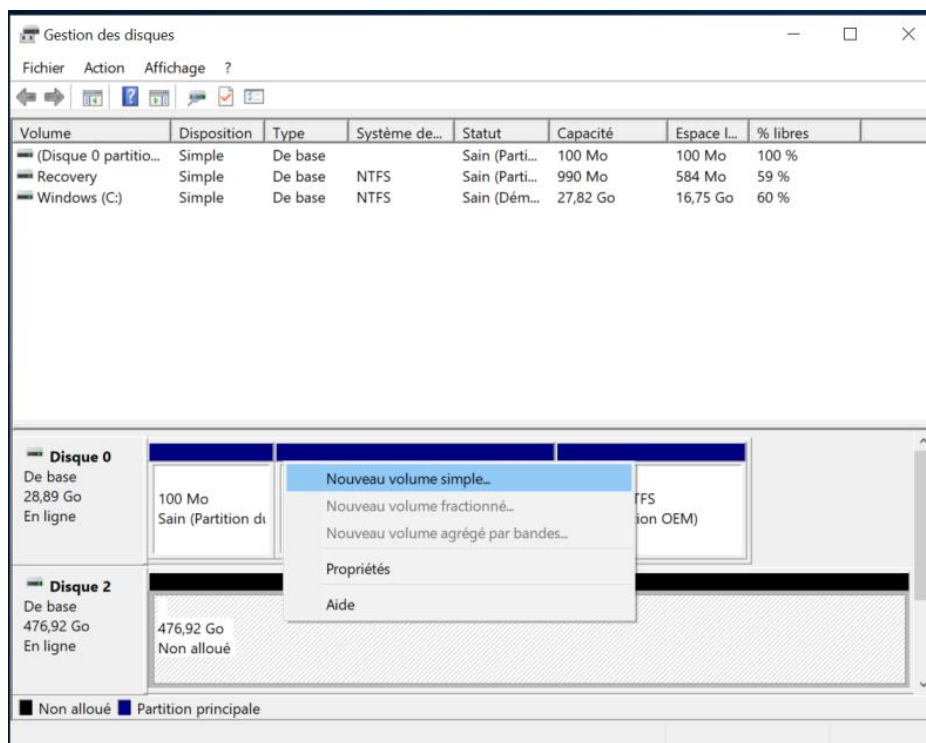 Gestion des disques
Fichier Action Affichage ?
Volume Disposition Type Système de... Statut Capacité Espace l... % libres
(Disque 0 partitio... Simple De base Sain (Parti... 100 Mo 100 Mo 100 %
Recovery Simple De base NTFS Sain (Parti... 990 Mo 584 Mo 59 %
Windows (C:) Simple De base NTFS Sain (Dém... 27,82 Go 16,75 Go 60 %
Disque 0
De base
28,89 Go
En ligne
100 Mo
Sain (Partition du
Nouveau volume simple...
Nouveau volume fractionné...
Nouveau volume agrégé par bandes...
Propriétés
Aide
TFS
ion OEM)
Disque 2
De base
476,92 Go
En ligne
476,92 Go
Non alloué
Non alloué Partition principale